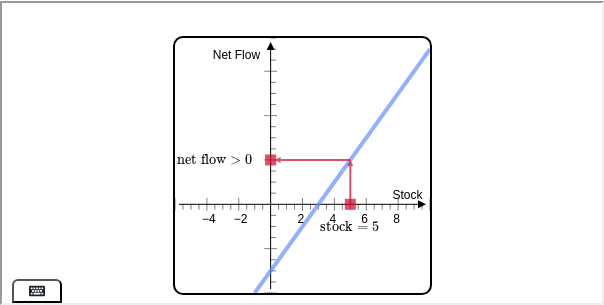 Net Flow
net flow > 0
Stock
−4 −2 2 4 6 8
stock = 5